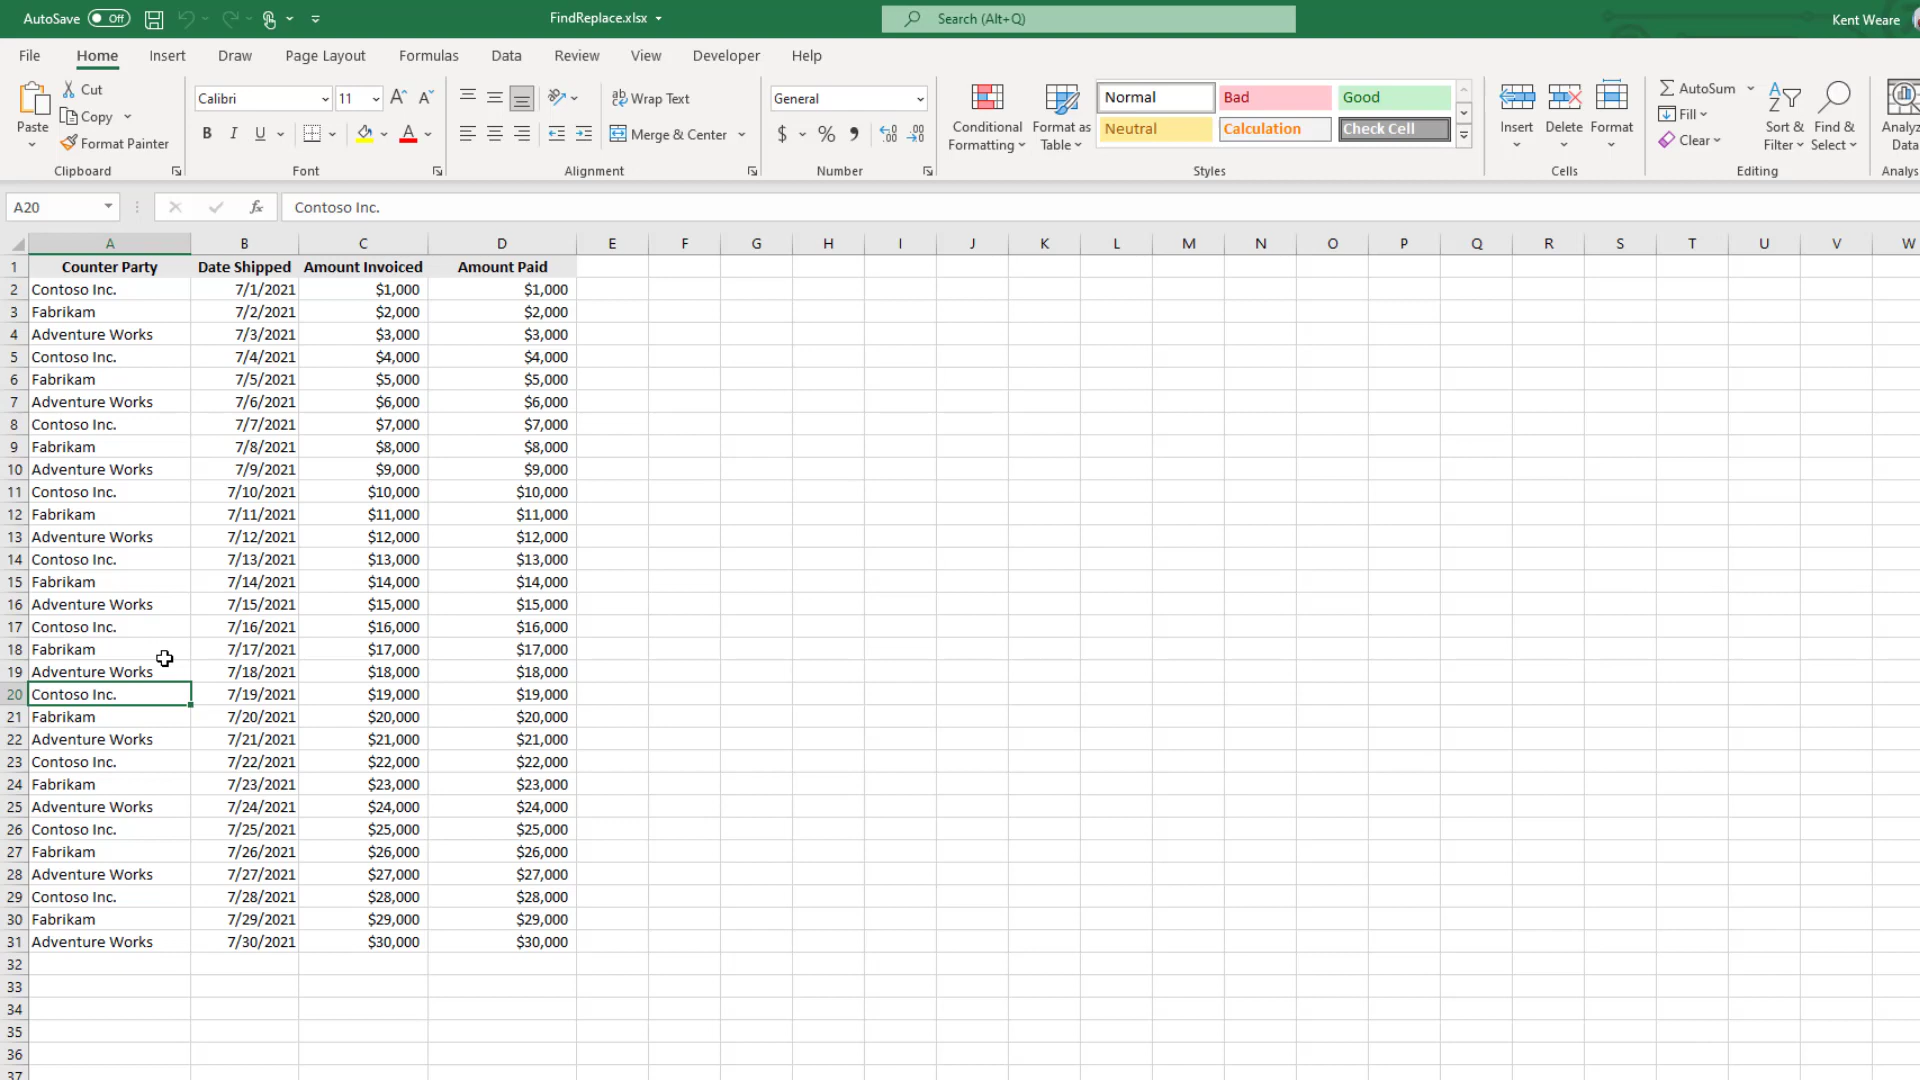 AutoSave Off FindReplace.xlsx Search (Alt+Q) Kent Weare
File Home Insert Draw Page Layout Formulas Data Review View Developer Help
Paste Cut Copy Format Painter Clipboard
Calibri 11 B I U A Font
ab Wrap Text Merge & Center Alignment
General $ % , Number
Conditional Formatting Format as Table
Normal Bad Good
Neutral Calculation Check Cell
Styles
Insert Delete Format Cells
AutoSum Fill Clear Sort & Filter Find & Select Editing
A20 fx Contoso Inc.
A B C D E F G H I J K L M N O P Q R S T U V W
1 Counter Party Date Shipped Amount Invoiced Amount Paid
2 Contoso Inc. 7/1/2021 $1,000 $1,000
3 Fabrikam 7/2/2021 $2,000 $2,000
4 Adventure Works 7/3/2021 $3,000 $3,000
5 Contoso Inc. 7/4/2021 $4,000 $4,000
6 Fabrikam 7/5/2021 $5,000 $5,000
7 Adventure Works 7/6/2021 $6,000 $6,000
8 Contoso Inc. 7/7/2021 $7,000 $7,000
9 Fabrikam 7/8/2021 $8,000 $8,000
10 Adventure Works 7/9/2021 $9,000 $9,000
11 Contoso Inc. 7/10/2021 $10,000 $10,000
12 Fabrikam 7/11/2021 $11,000 $11,000
13 Adventure Works 7/12/2021 $12,000 $12,000
14 Contoso Inc. 7/13/2021 $13,000 $13,000
15 Fabrikam 7/14/2021 $14,000 $14,000
16 Adventure Works 7/15/2021 $15,000 $15,000
17 Contoso Inc. 7/16/2021 $16,000 $16,000
18 Fabrikam 7/17/2021 $17,000 $17,000
19 Adventure Works 7/18/2021 $18,000 $18,000
20 Contoso Inc. 7/19/2021 $19,000 $19,000
21 Fabrikam 7/20/2021 $20,000 $20,000
22 Adventure Works 7/21/2021 $21,000 $21,000
23 Contoso Inc. 7/22/2021 $22,000 $22,000
24 Fabrikam 7/23/2021 $23,000 $23,000
25 Adventure Works 7/24/2021 $24,000 $24,000
26 Contoso Inc. 7/25/2021 $25,000 $25,000
27 Fabrikam 7/26/2021 $26,000 $26,000
28 Adventure Works 7/27/2021 $27,000 $27,000
29 Contoso Inc. 7/28/2021 $28,000 $28,000
30 Fabrikam 7/29/2021 $29,000 $29,000
31 Adventure Works 7/30/2021 $30,000 $30,000
32
33
34
35
36
37